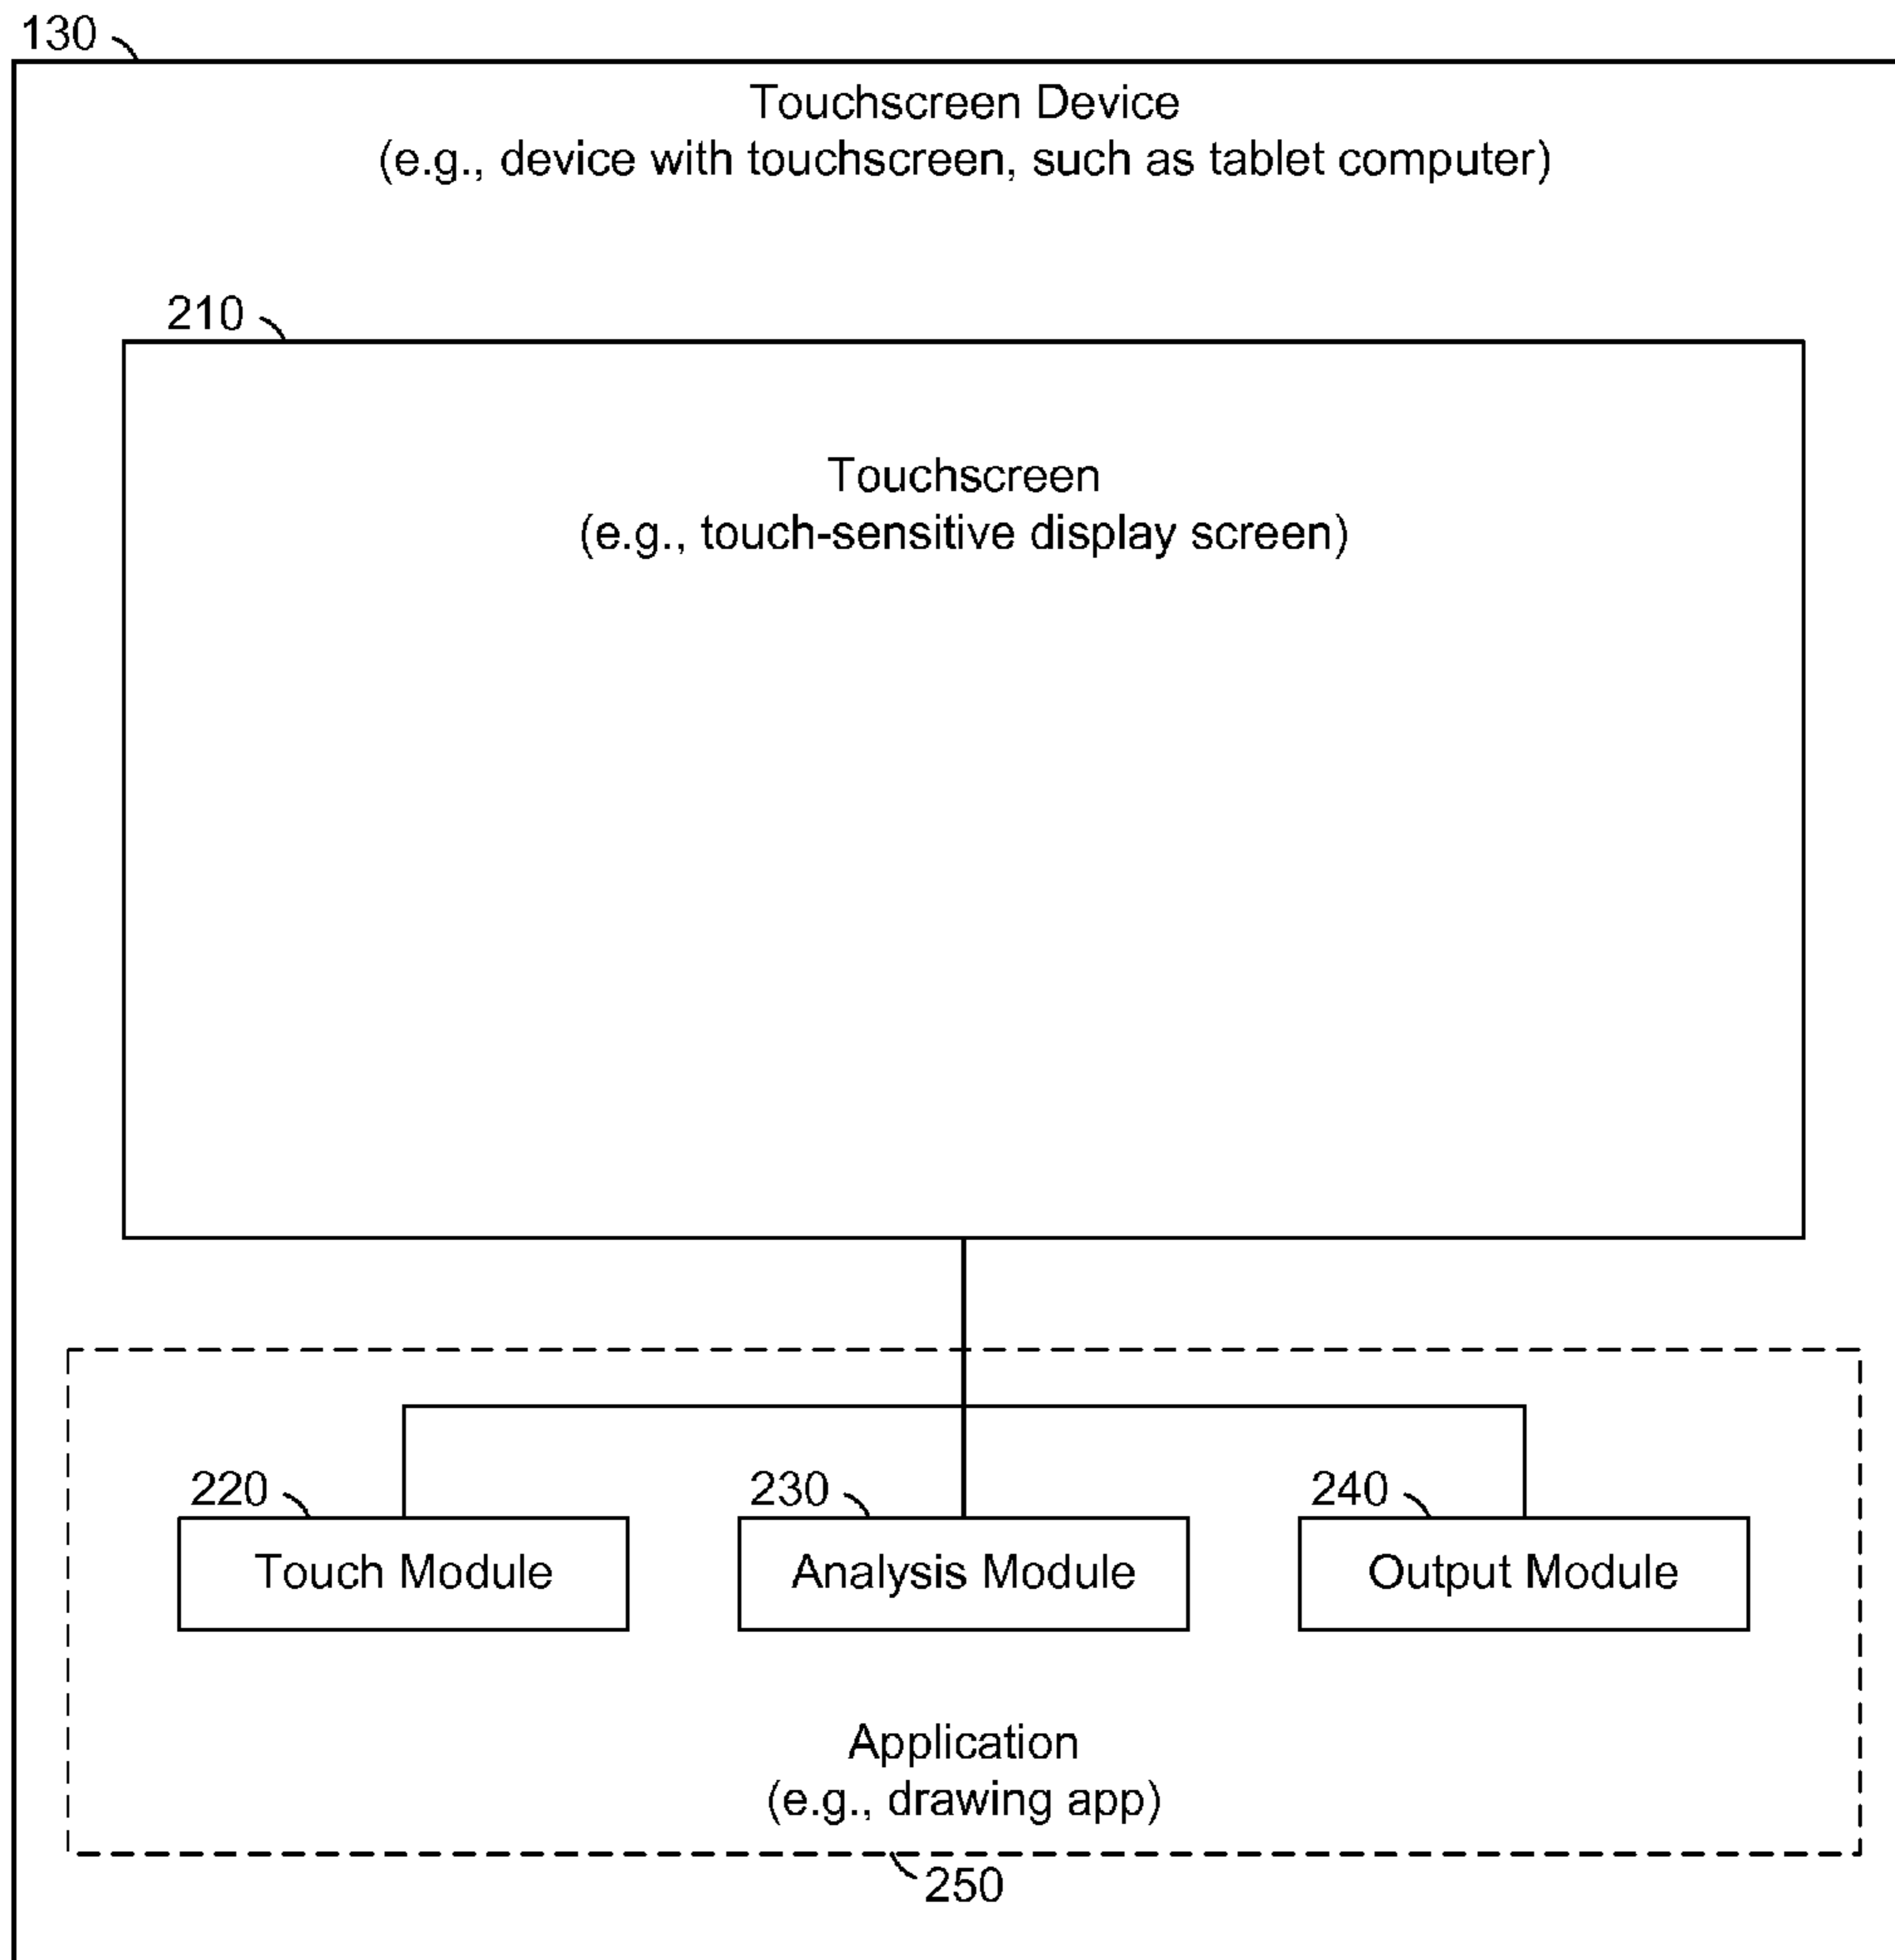 130
Touchscreen Device
(e.g., device with touchscreen, such as tablet computer)
210
Touchscreen
(e.g., touch-sensitive display screen)
220
230
240
Touch Module
Analysis Module
Output Module
Application
(e.g., drawing app)
250